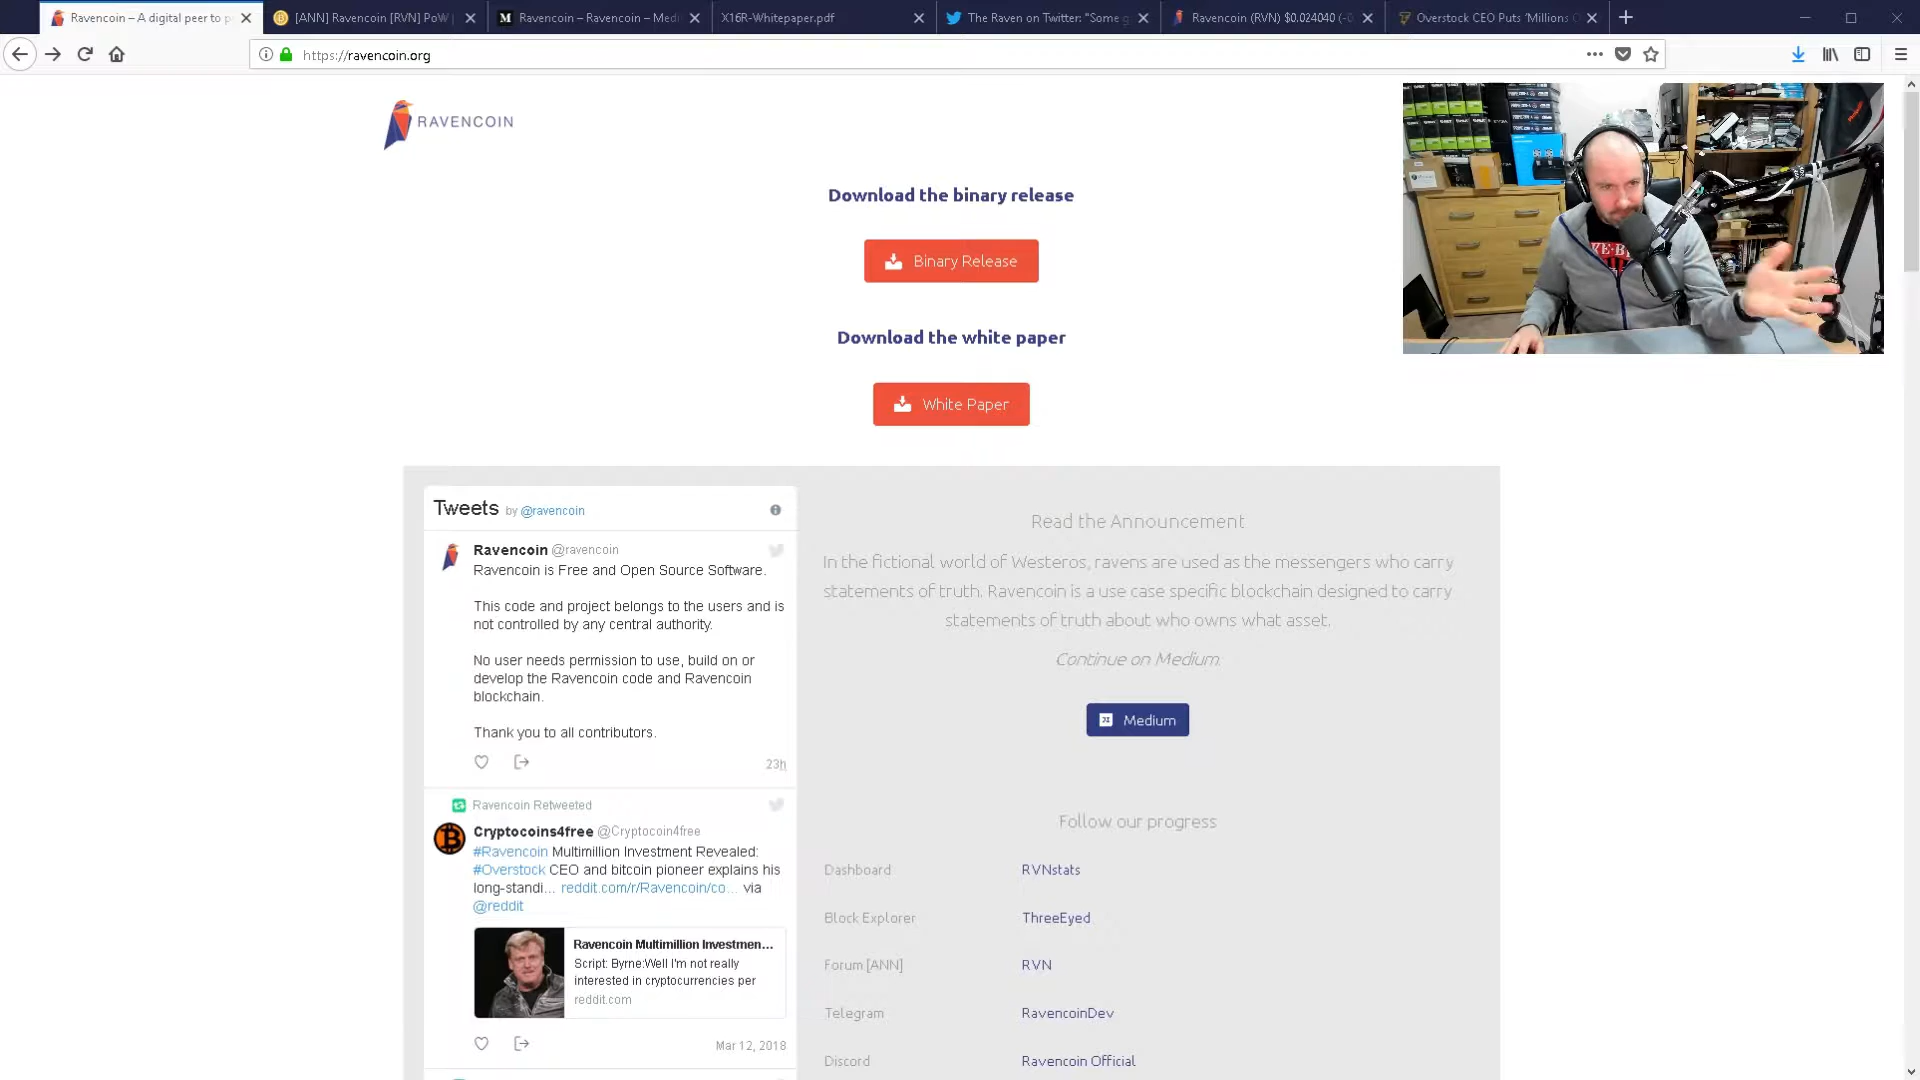 Ravencoin – A digital peer to p
[ANN] Ravencoin [RVN] PoW
Ravencoin – Ravencoin – Med
X16R-Whitepaper.pdf
The Raven on Twitter: "Some g
Ravencoin (RVN) $0.024040 (-0
Overstock CEO Puts 'Millions O
https://ravencoin.org
RAVENCOIN
Download the binary release
Binary Release
Download the white paper
White Paper
Tweets by @ravencoin
Ravencoin @ravencoin
Ravencoin is Free and Open Source Software.
This code and project belongs to the users and is
not controlled by any central authority.
No user needs permission to use, build on or
develop the Ravencoin code and Ravencoin
blockchain.
Thank you to all contributors.
23h
Ravencoin Retweeted
Cryptocoins4free @Cryptocoin4free
#Ravencoin Multimillion Investment Revealed:
#Overstock CEO and bitcoin pioneer explains his
long-standi... reddit.com/r/Ravencoin/co... via
@reddit
Ravencoin Multimillion Investmen...
Script: Byrne:Well I'm not really
interested in cryptocurrencies per
reddit.com
Mar 12, 2018
Read the Announcement
In the fictional world of Westeros, ravens are used as the messengers who carry
statements of truth. Ravencoin is a use case specific blockchain designed to carry
statements of truth about who owns what asset.
Continue on Medium.
Medium
Follow our progress
Dashboard RVNstats
Block Explorer ThreeEyed
Forum [ANN] RVN
Telegram RavencoinDev
Discord Ravencoin Official